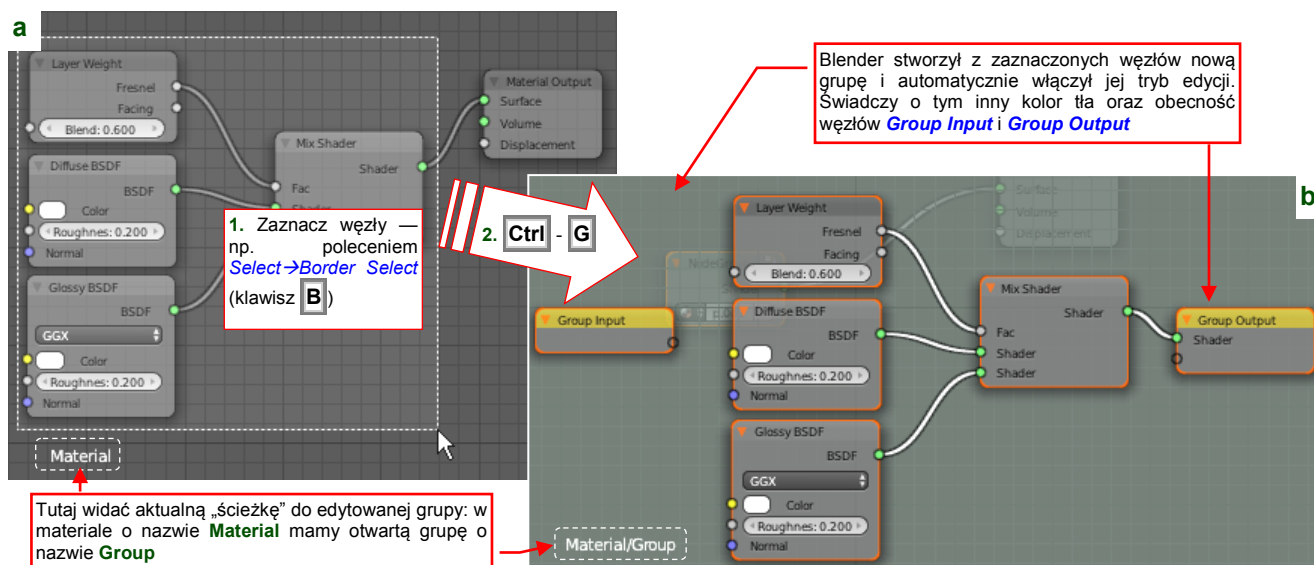 a
Layer Weight
Fresnel
Facing
Blend: 0.600
Diffuse BSDF
BSDF
Color
Roughnes: 0.200
Normal
Glossy BSDF
BSDF
GGX
Color
Roughnes: 0.200
Normal
Mix Shader
Shader
Fac
Material Output
Surface
Volume
Displacement
1. Zaznacz węzły —
np. poleceniem
Select→Border Select
(klawisz B)
Material
2. Ctrl - G
Blender stworzył z zaznaczonych węzłów nową
grupę i automatycznie włączył jej tryb edycji.
Świadczy o tym inny kolor tła oraz obecność
węzłów Group Input i Group Output
b
Surface
Volume
Displacement
Group Input
Layer Weight
Fresnel
Facing
Blend: 0.600
Diffuse BSDF
BSDF
Color
Roughnes: 0.200
Normal
Glossy BSDF
BSDF
GGX
Color
Roughnes: 0.200
Normal
Mix Shader
Shader
Fac
Shader
Shader
Group Output
Shader
Material/Group
Tutaj widać aktualną „ścieżkę” do edytowanej grupy: w
materiale o nazwie Material mamy otwartą grupę o
nazwie Group